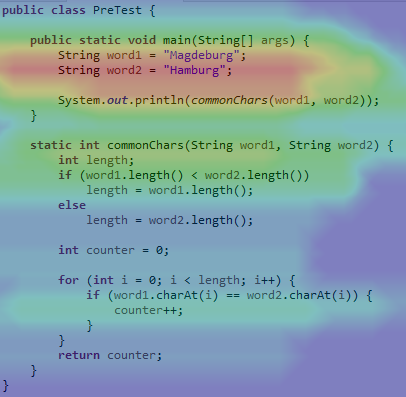 public class PreTest {
    public static void main(String[] args) {
        String word1 = "Magdeburg";
        String word2 = "Hamburg";
        System.out.println(commonChars(word1, word2));
    }
    static int commonChars(String word1, String word2) {
        int length;
        if (word1.length() < word2.length())
            length = word1.length();
        else
            length = word2.length();
        int counter = 0;
        for (int i = 0; i < length; i++) {
            if (word1.charAt(i) == word2.charAt(i)) {
                counter++;
            }
        }
        return counter;
    }
}